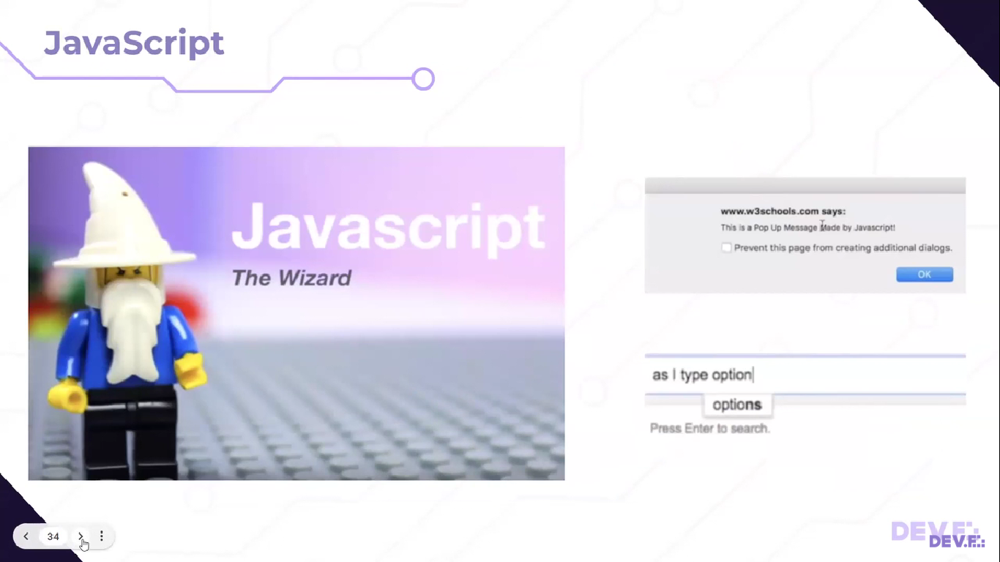 JavaScript
Javascript
The Wizard
www.w3schools.com says:
This is a Pop Up Message Made by Javascript!
Prevent this page from creating additional dialogs.
OK
as I type option
options
Press Enter to search.
34
DEV.F:
DEV.F: